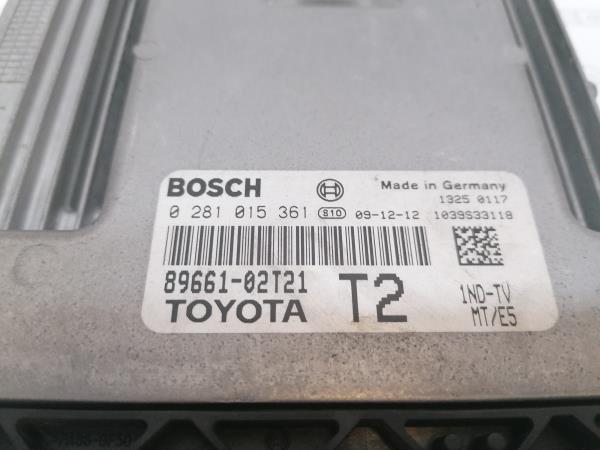 BOSCH Made in Germany
1325 0117
0 281 015 361 S10 09-12-12 1039S33118
89661-02T21 T2 1ND-TV
TOYOTA MT/E5